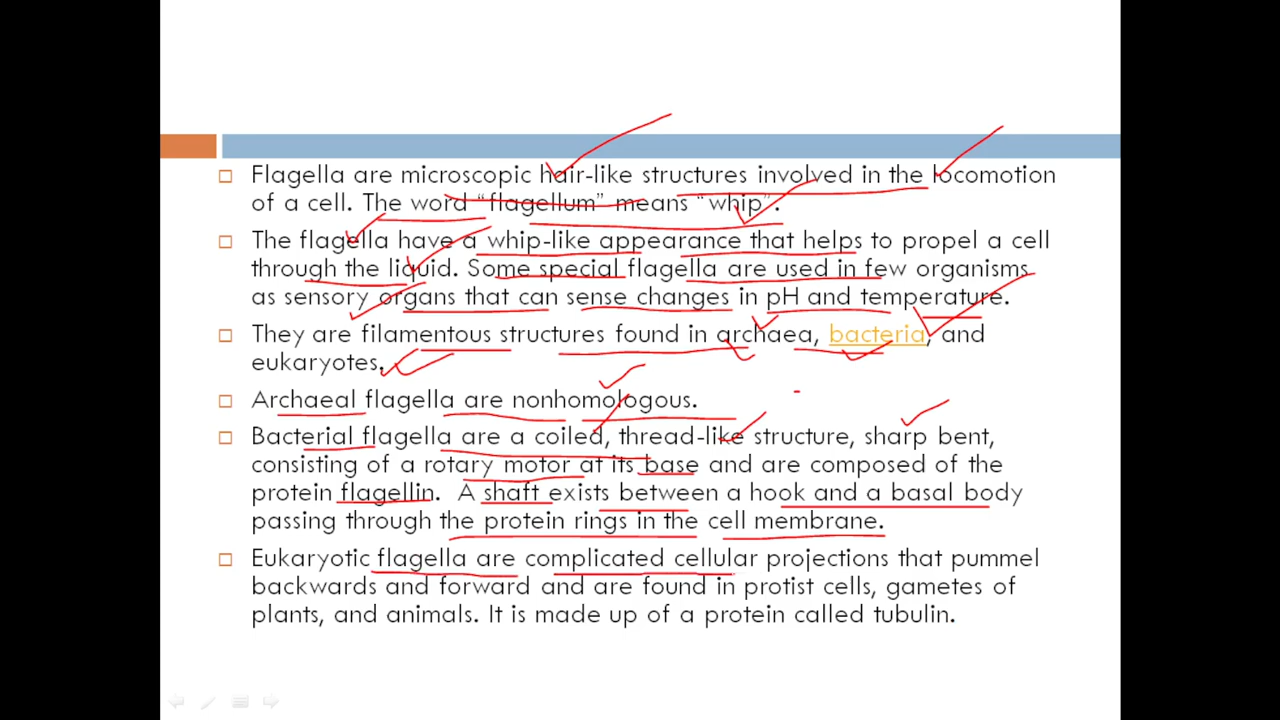 Flagella are microscopic hair-like structures involved in the locomotion
of a cell. The word “flagellum” means “whip”.
The flagella have a whip-like appearance that helps to propel a cell
through the liquid. Some special flagella are used in few organisms
as sensory organs that can sense changes in pH and temperature.
They are filamentous structures found in archaea, bacteria, and
eukaryotes.
Archaeal flagella are nonhomologous.
Bacterial flagella are a coiled, thread-like structure, sharp bent,
consisting of a rotary motor at its base and are composed of the
protein flagellin. A shaft exists between a hook and a basal body
passing through the protein rings in the cell membrane.
Eukaryotic flagella are complicated cellular projections that pummel
backwards and forward and are found in protist cells, gametes of
plants, and animals. It is made up of a protein called tubulin.